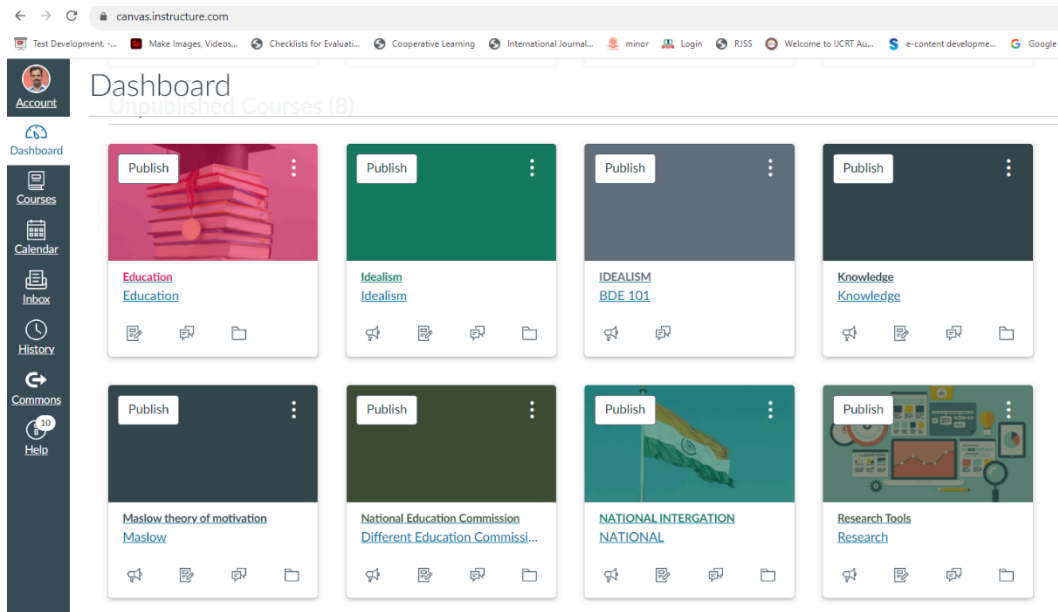 canvas.instructure.com
Test Development. -... Make Images, Videos... Checklists for Evaluati... Cooperative Learning International Journal... minor Login RJSS Welcome to IJCRT Au... e-content developme... Google
Account
Dashboard
Courses
Calendar
Inbox
History
Commons
10
Help
Dashboard
Unpublished Courses (8)
Publish Publish Publish Publish
Education Idealism IDEALISM Knowledge
Education Idealism BDE 101 Knowledge
Publish Publish Publish Publish
Maslow theory of motivation National Education Commission NATIONAL INTERGATION Research Tools
Maslow Different Education Commissi... NATIONAL Research